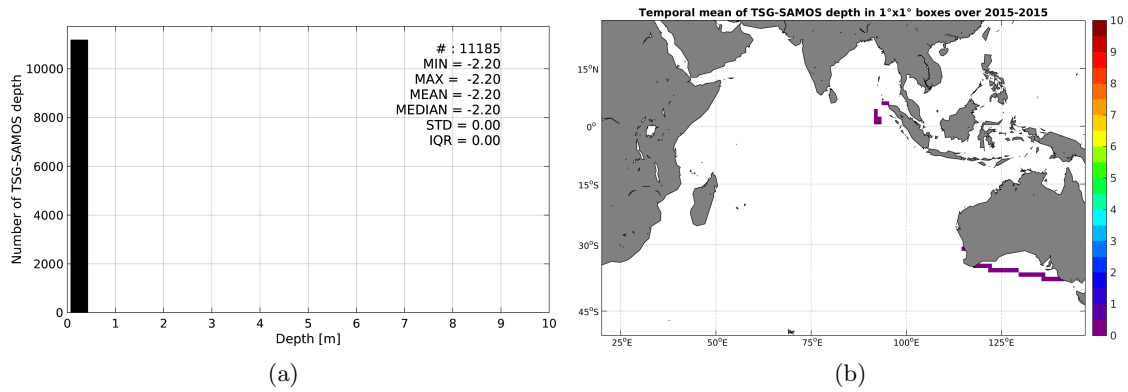 Temporal mean of TSG-SAMOS depth in 1°x1° boxes over 2015-2015
Number of TSG-SAMOS depth
10000
8000
6000
4000
2000
0
# : 11185
MIN = -2.20
MAX = -2.20
MEAN = -2.20
MEDIAN = -2.20
STD = 0.00
IQR = 0.00
0 1 2 3 4 5 6 7 8 9 10
Depth [m]
(a)
15°N
0°
15°S
30°S
45°S
25°E 50°E 75°E 100°E 125°E
10
9
8
7
6
5
4
3
2
1
0
(b)